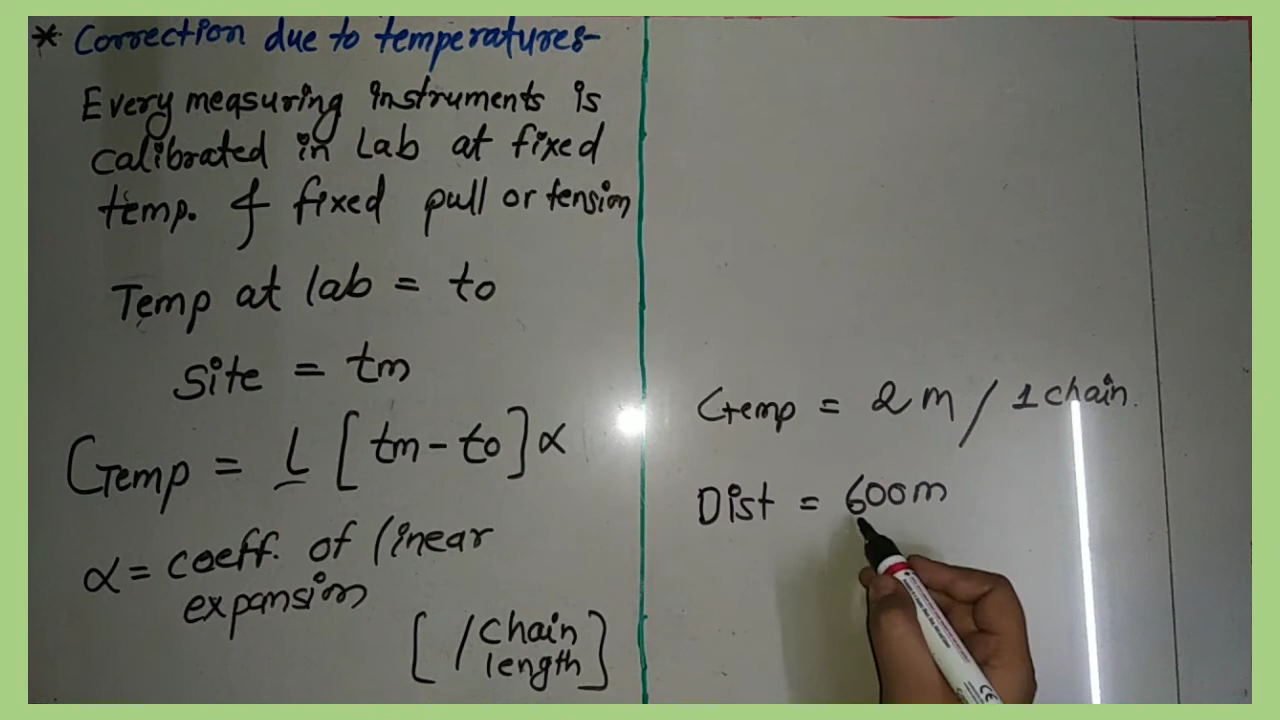 * Correction due to temperatures-
Every measuring instruments is
calibrated in Lab at fixed
temp. & fixed pull or tension
Temp at lab = to
Site = tm
CTemp = L [tm - to] α
α = coeff. of linear
expansion
[ / chain
length ]
CTemp = 2m / 1 chain.
Dist = 600m